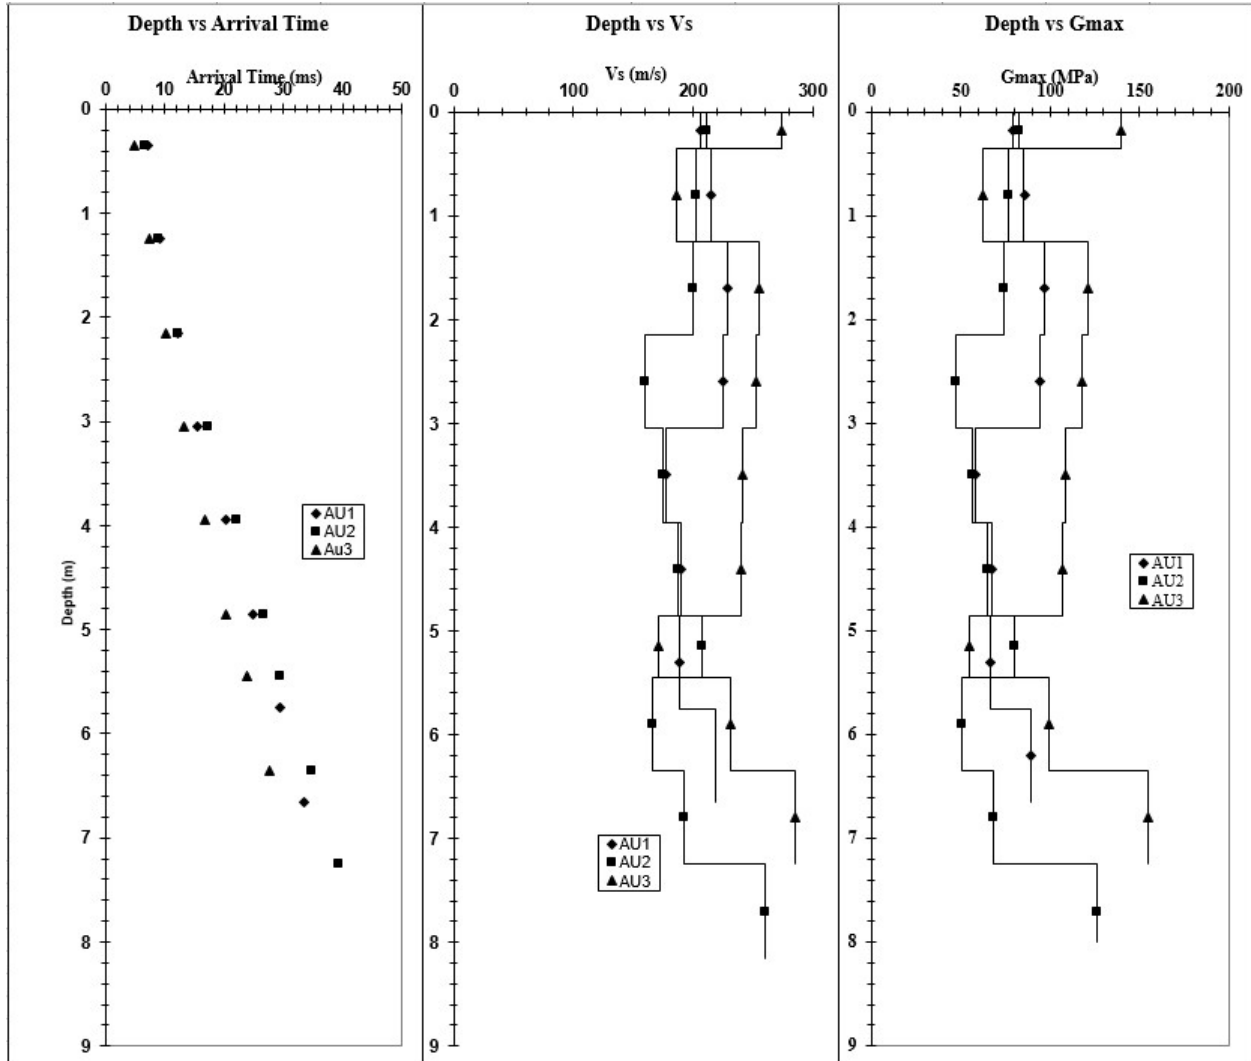 Depth vs Arrival Time
Arrival Time (ms)
0 10 20 30 40 50
0
1
2
3
4
5
6
7
8
9
Depth (m)
AU1
AU2
Au3
Depth vs Vs
Vs (m/s)
0 100 200 300
0
1
2
3
4
5
6
7
8
9
AU1
AU2
AU3
Depth vs Gmax
Gmax (MPa)
0 50 100 150 200
0
1
2
3
4
5
6
7
8
9
AU1
AU2
AU3